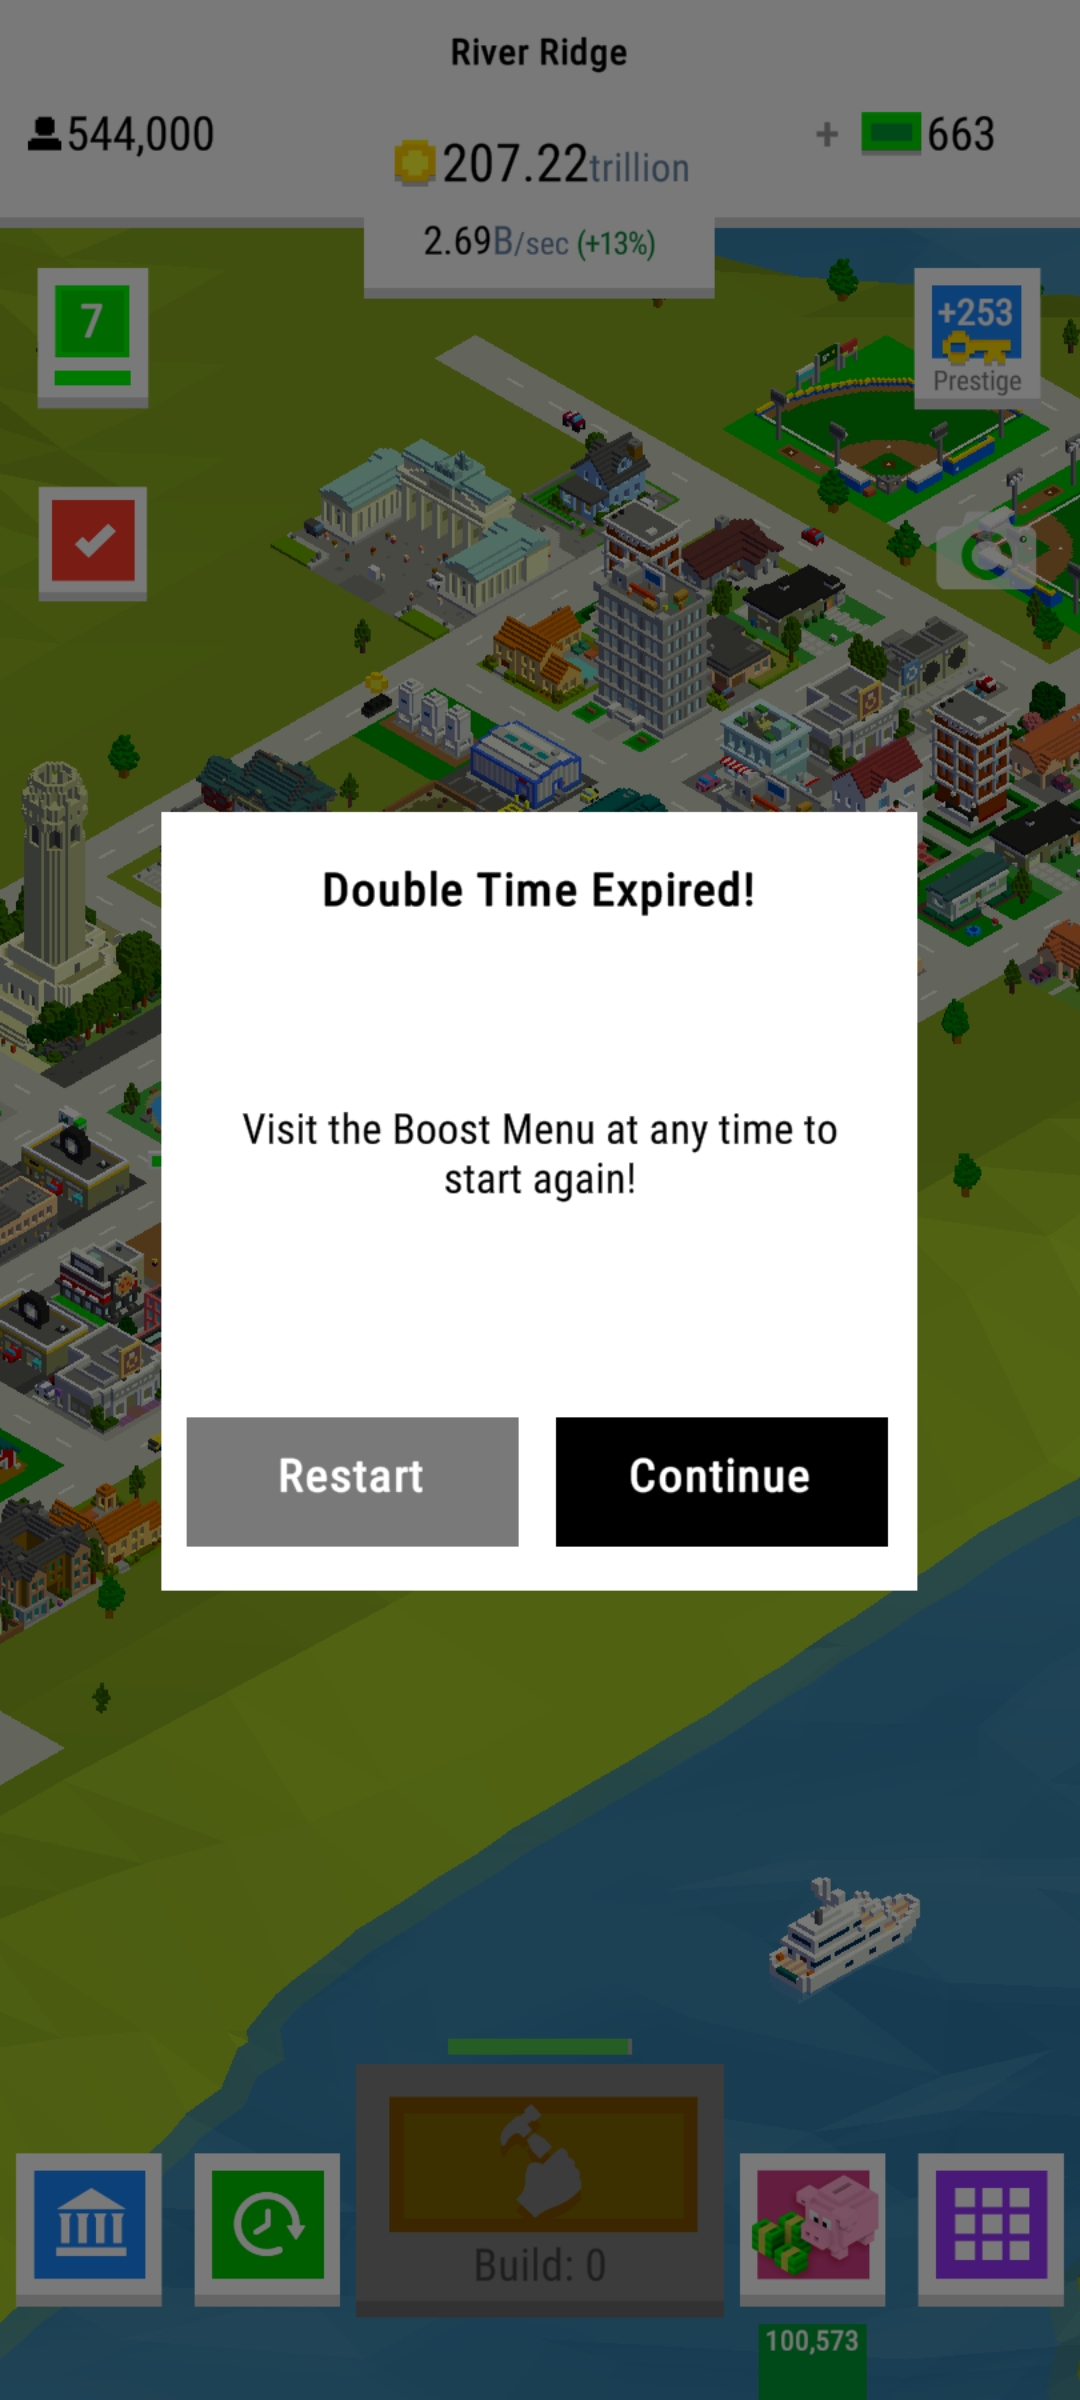 River Ridge
544,000
207.22trillion
+ 663
2.69B/sec (+13%)
7
+253
Prestige
Double Time Expired!
Visit the Boost Menu at any time to
start again!
Restart
Continue
Build: 0
100,573